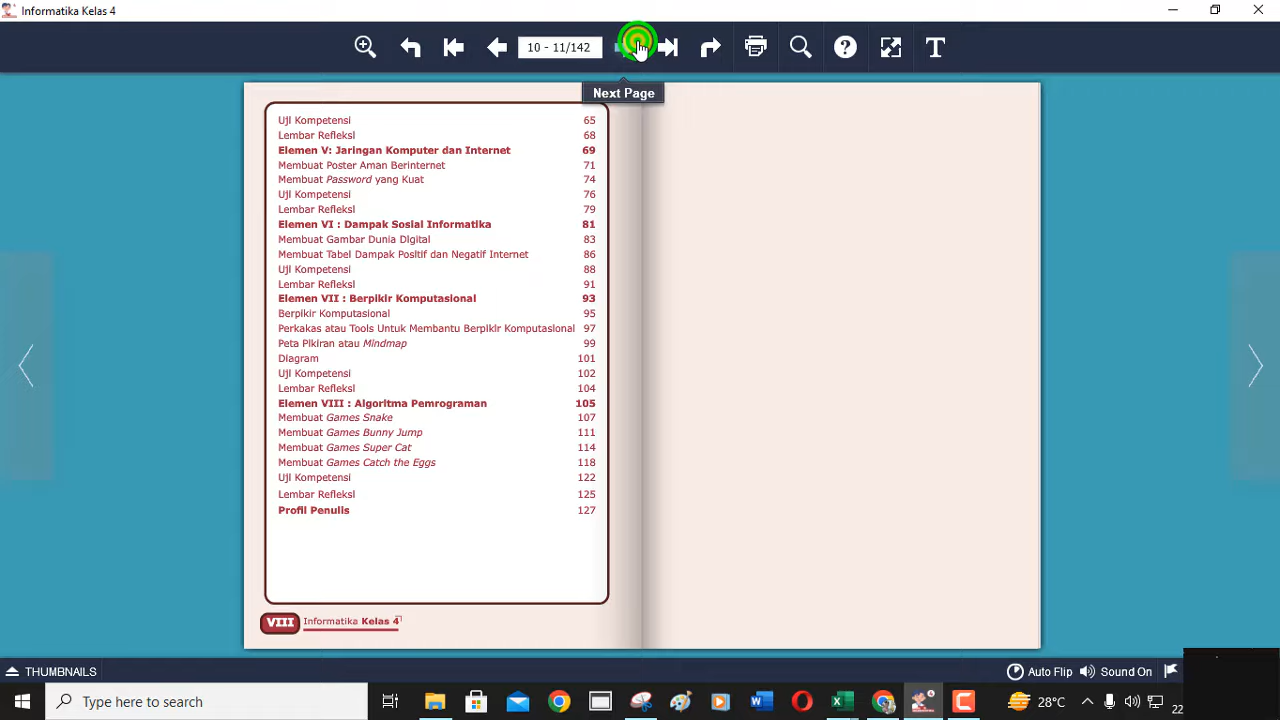 Informatika Kelas 4
10 - 11/142
Next Page
Uji Kompetensi 65
Lembar Refleksi 68
Elemen V: Jaringan Komputer dan Internet 69
Membuat Poster Aman Berinternet 71
Membuat Password yang Kuat 74
Uji Kompetensi 76
Lembar Refleksi 79
Elemen VI : Dampak Sosial Informatika 81
Membuat Gambar Dunia Digital 83
Membuat Tabel Dampak Positif dan Negatif Internet 86
Uji Kompetensi 88
Lembar Refleksi 91
Elemen VII : Berpikir Komputasional 93
Berpikir Komputasional 95
Perkakas atau Tools Untuk Membantu Berpikir Komputasional 97
Peta Pikiran atau Mindmap 99
Diagram 101
Uji Kompetensi 102
Lembar Refleksi 104
Elemen VIII : Algoritma Pemrograman 105
Membuat Games Snake 107
Membuat Games Bunny Jump 111
Membuat Games Super Cat 114
Membuat Games Catch the Eggs 118
Uji Kompetensi 122
Lembar Refleksi 125
Profil Penulis 127
VIII Informatika Kelas 4
THUMBNAILS
Auto Flip Sound On
Type here to search
28°C
22